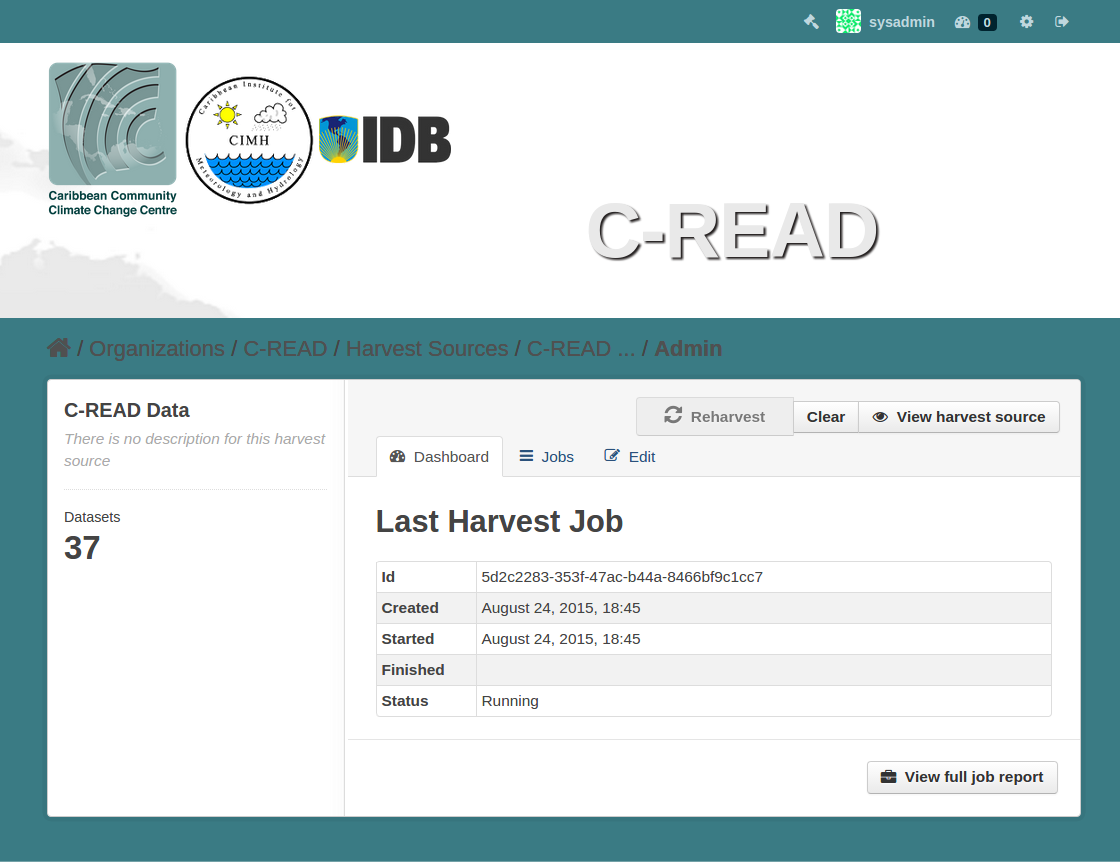 sysadmin 0
Caribbean Institute for
CIMH
Meteorology and Hydrology
IDB
Caribbean Community
Climate Change Centre
C-READ
/ Organizations / C-READ / Harvest Sources / C-READ ... / Admin
C-READ Data
There is no description for this harvest
source
Datasets
37
Reharvest Clear View harvest source
Dashboard Jobs Edit
Last Harvest Job
Id 5d2c2283-353f-47ac-b44a-8466bf9c1cc7
Created August 24, 2015, 18:45
Started August 24, 2015, 18:45
Finished
Status Running
View full job report